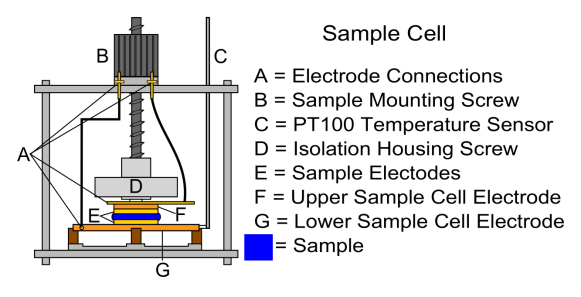 Sample Cell
A = Electrode Connections
B = Sample Mounting Screw
C = PT100 Temperature Sensor
D = Isolation Housing Screw
E = Sample Electodes
F = Upper Sample Cell Electrode
G = Lower Sample Cell Electrode
= Sample
B
C
A
D
E
F
G